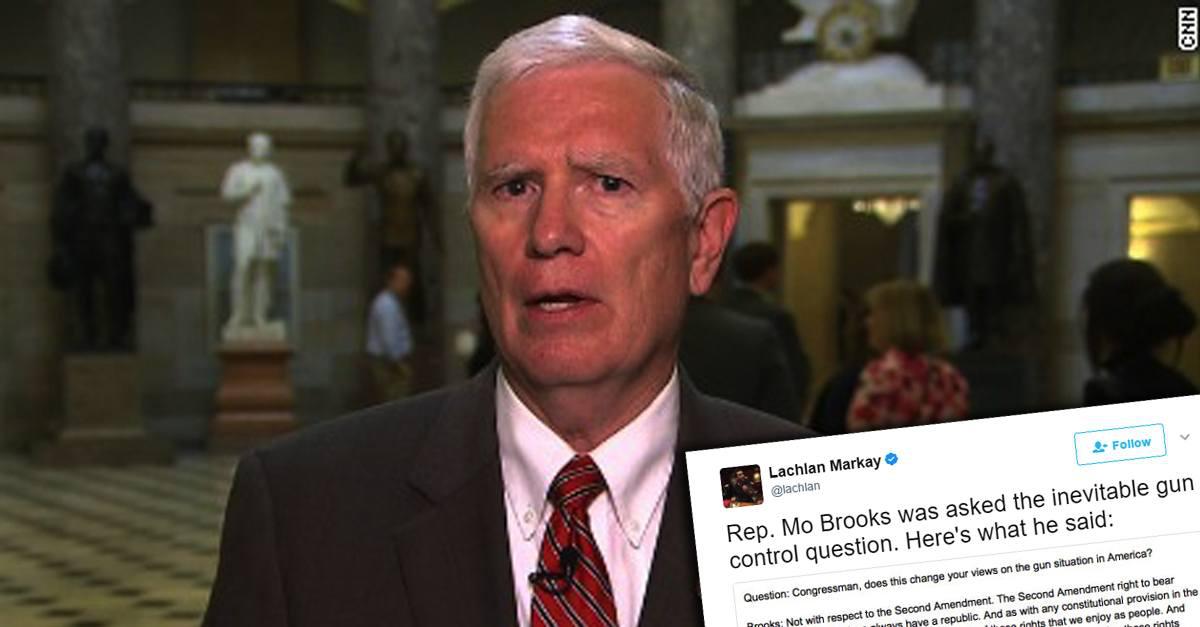 CNN
Lachlan Markay
@lachlan
Follow
Rep. Mo Brooks was asked the inevitable gun
control question. Here's what he said:
Question: Congressman, does this change your views on the gun situation in America?
Brooks: Not with respect to the Second Amendment. The Second Amendment right to bear
always have a republic. And as with any constitutional provision in the
these rights that we enjoy as people. And
these rights